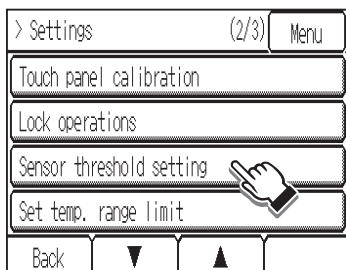 > Settings (2/3) Menu
Touch panel calibration
Lock operations
Sensor threshold setting
Set temp. range limit
Back ▼ ▲